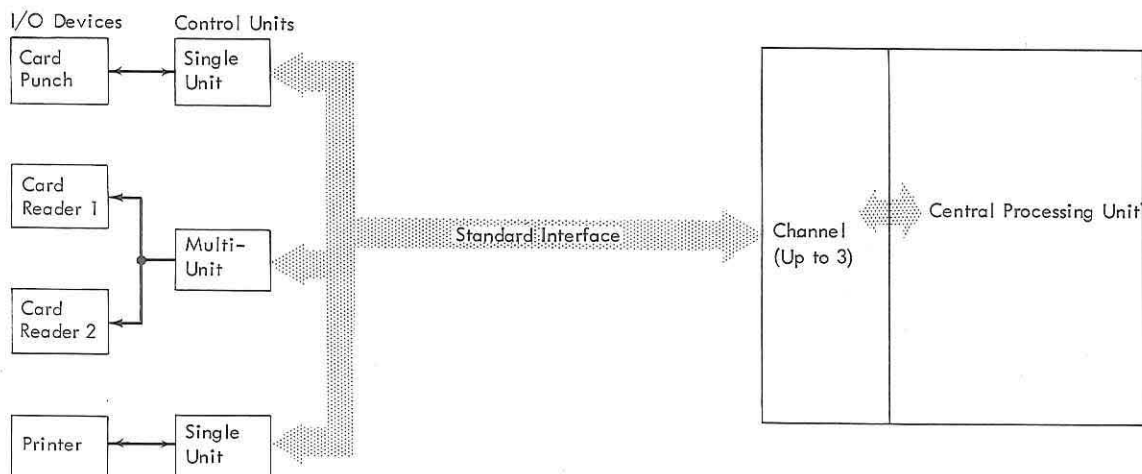 I/O Devices
Control Units
Card
Punch
Single
Unit
Card
Reader 1
Multi-
Unit
Card
Reader 2
Printer
Single
Unit
Standard Interface
Channel
(Up to 3)
Central Processing Unit